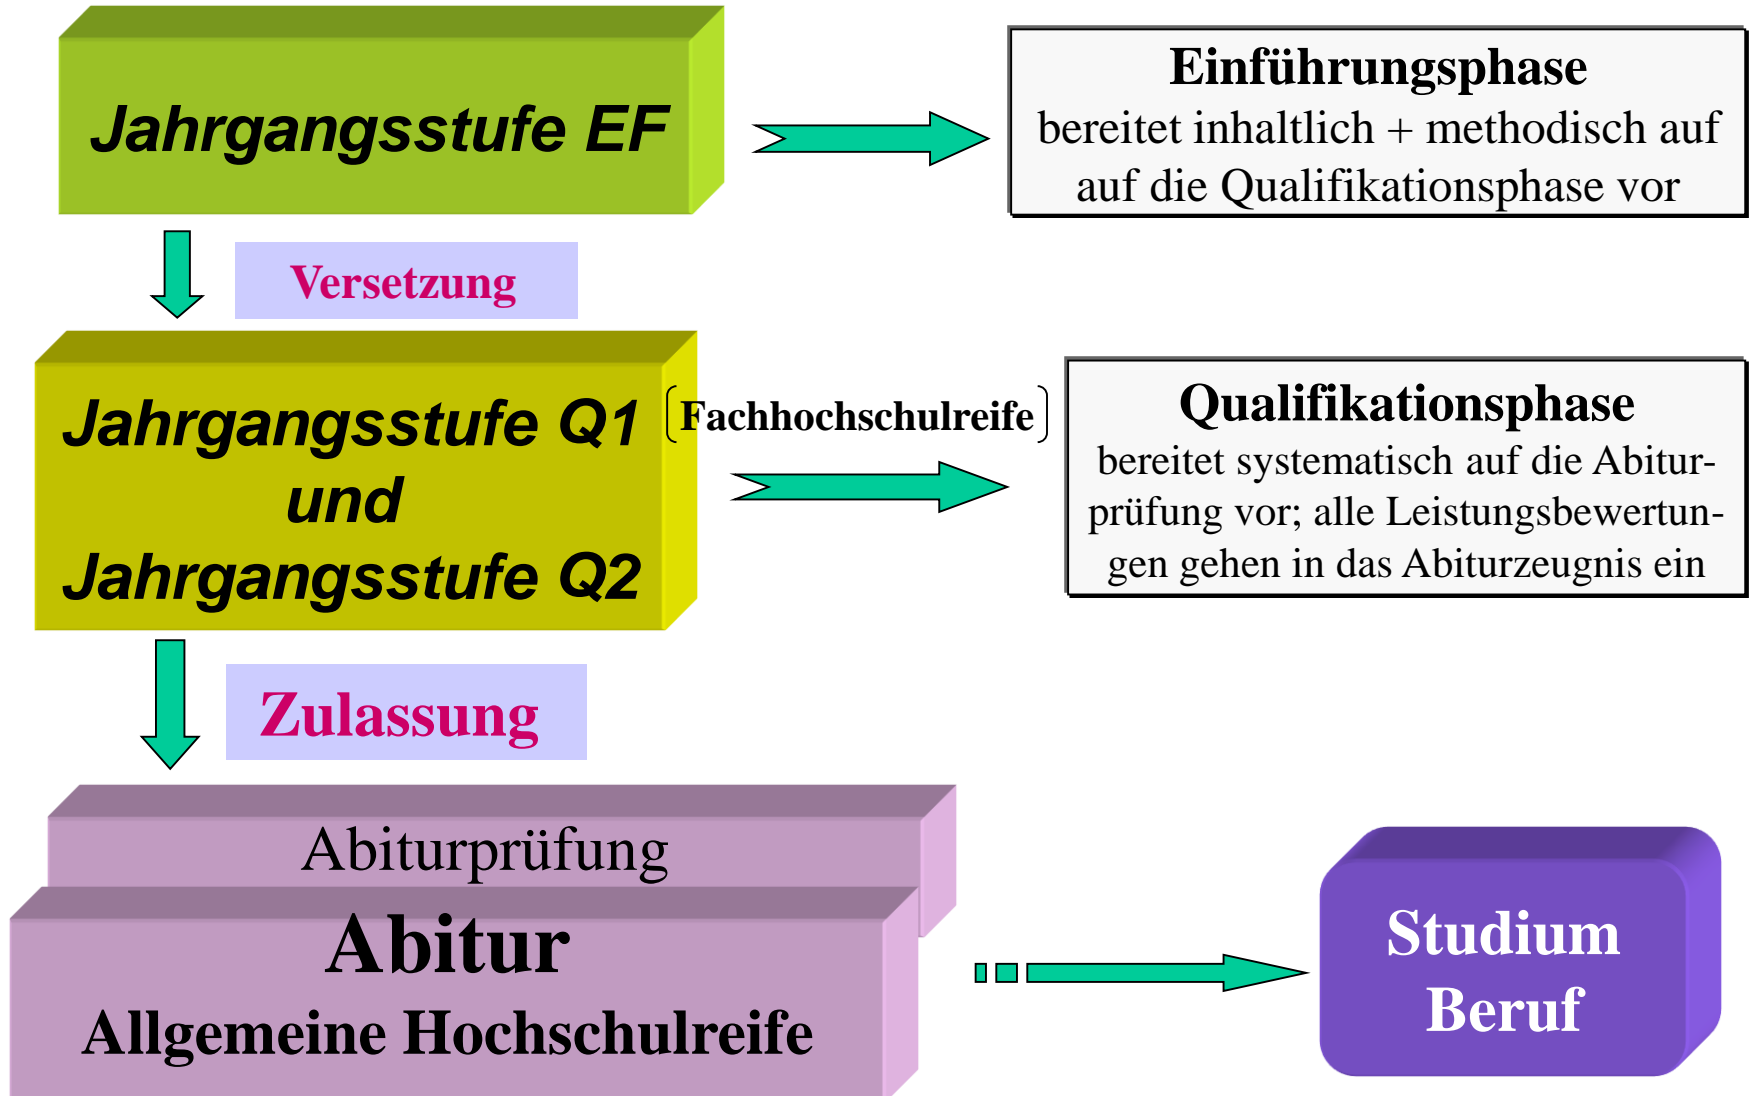 Jahrgangsstufe EF
Einführungsphase
bereitet inhaltlich + methodisch auf
auf die Qualifikationsphase vor
Versetzung
Jahrgangsstufe Q1
und
Jahrgangsstufe Q2
[Fachhochschulreife]
Qualifikationsphase
bereitet systematisch auf die Abitur-
prüfung vor; alle Leistungsbewertun-
gen gehen in das Abiturzeugnis ein
Zulassung
Abiturprüfung
Abitur
Allgemeine Hochschulreife
Studium
Beruf